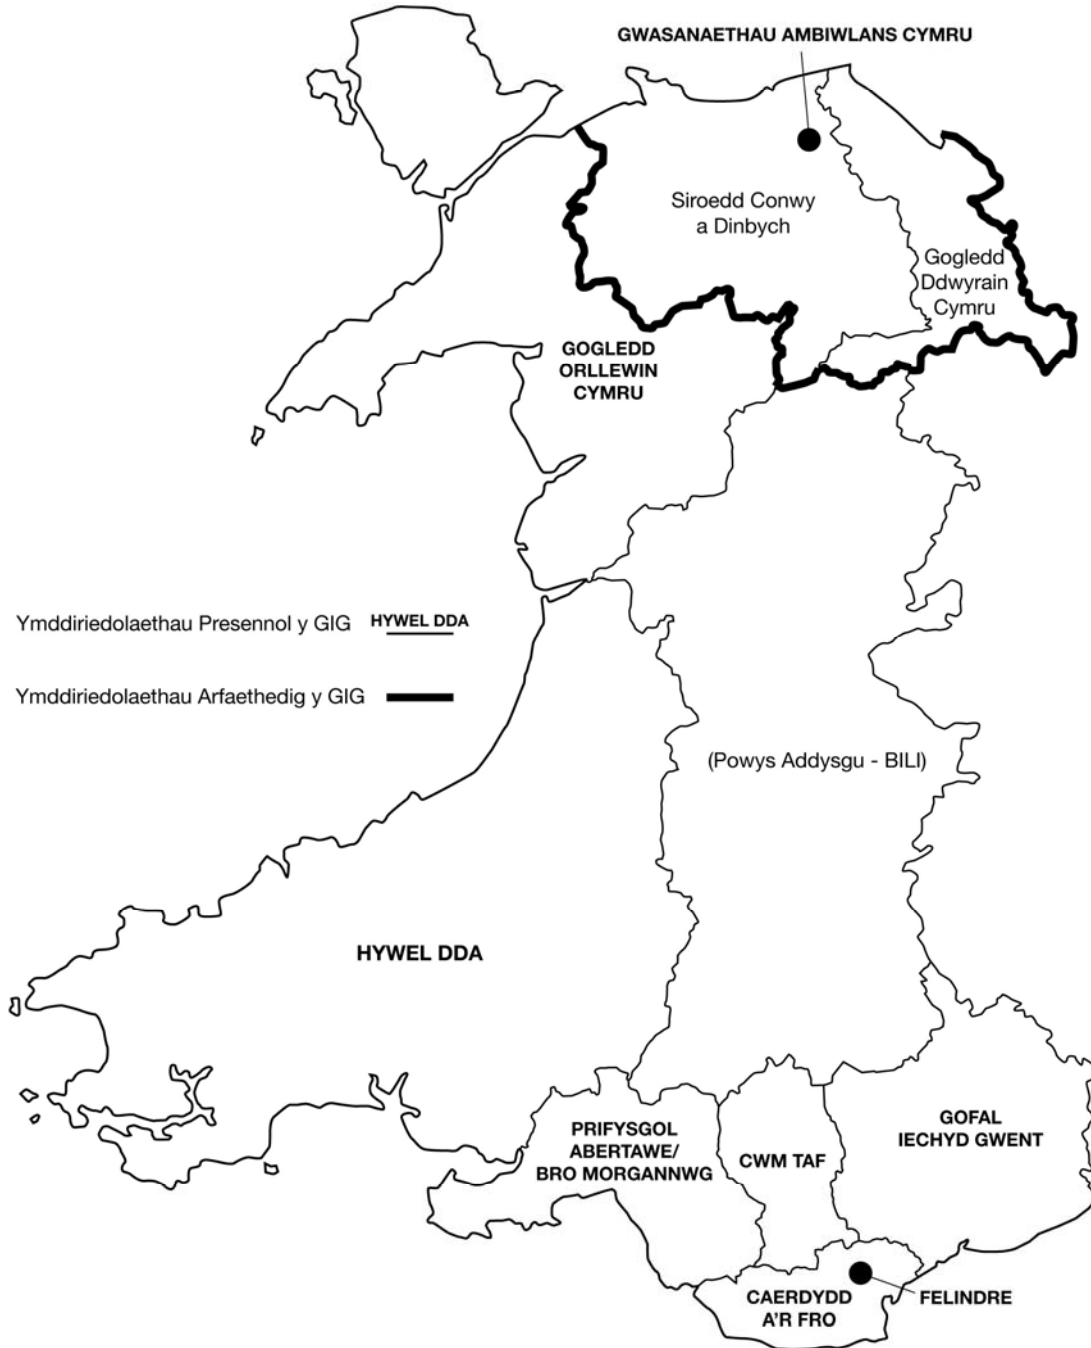 GWASANAETHAU AMBIWLANS CYMRU
Siroedd Conwy
a Dinbych
Gogledd
Ddwyrain
Cymru
GOGLEDD
ORLLEWIN
CYMRU
Ymddiriedolaethau Presennol y GIG HYWEL DDA
Ymddiriedolaethau Arfaethedig y GIG
(Powys Addysgu - BILI)
HYWEL DDA
PRIFYSGOL
ABERTAWE/
BRO MORGANNWG
CWM TAF
GOFAL
IECHYD GWENT
CAERDYDD
A'R FRO
FELINDRE